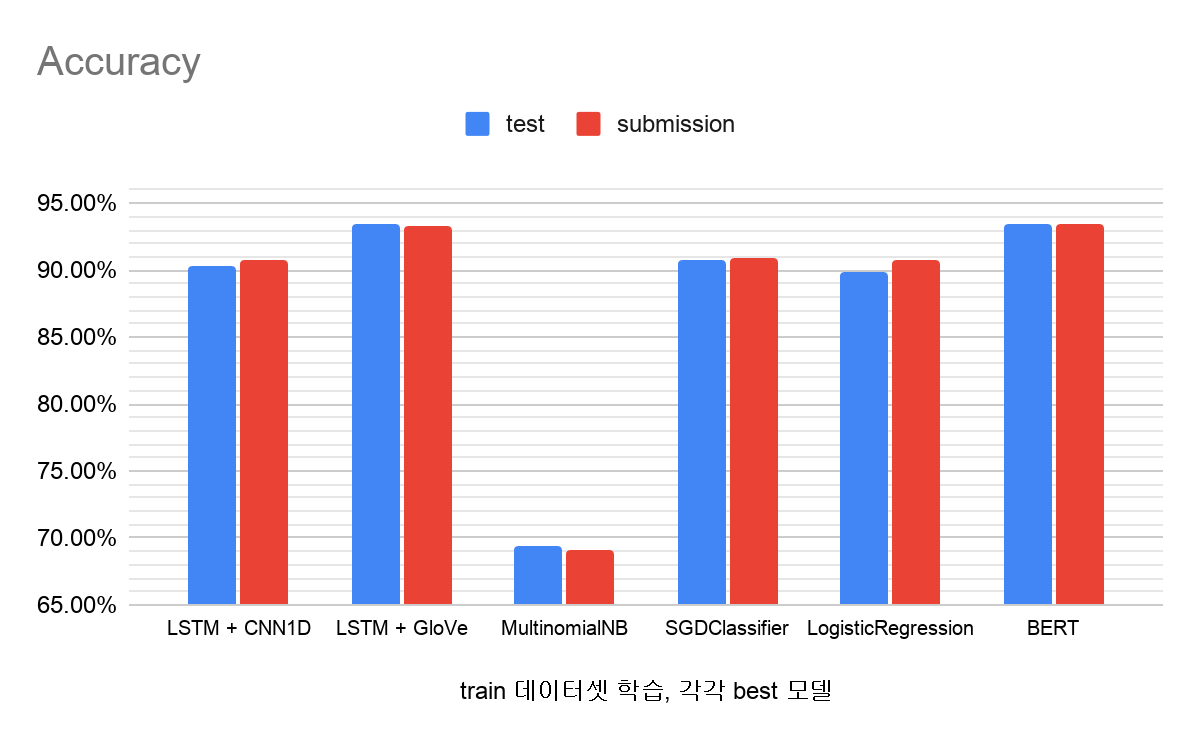 Accuracy
test submission
95.00%
90.00%
85.00%
80.00%
75.00%
70.00%
65.00%
LSTM + CNN1D LSTM + GloVe MultinomialNB SGDClassifier LogisticRegression BERT
train 데이터셋 학습, 각각 best 모델